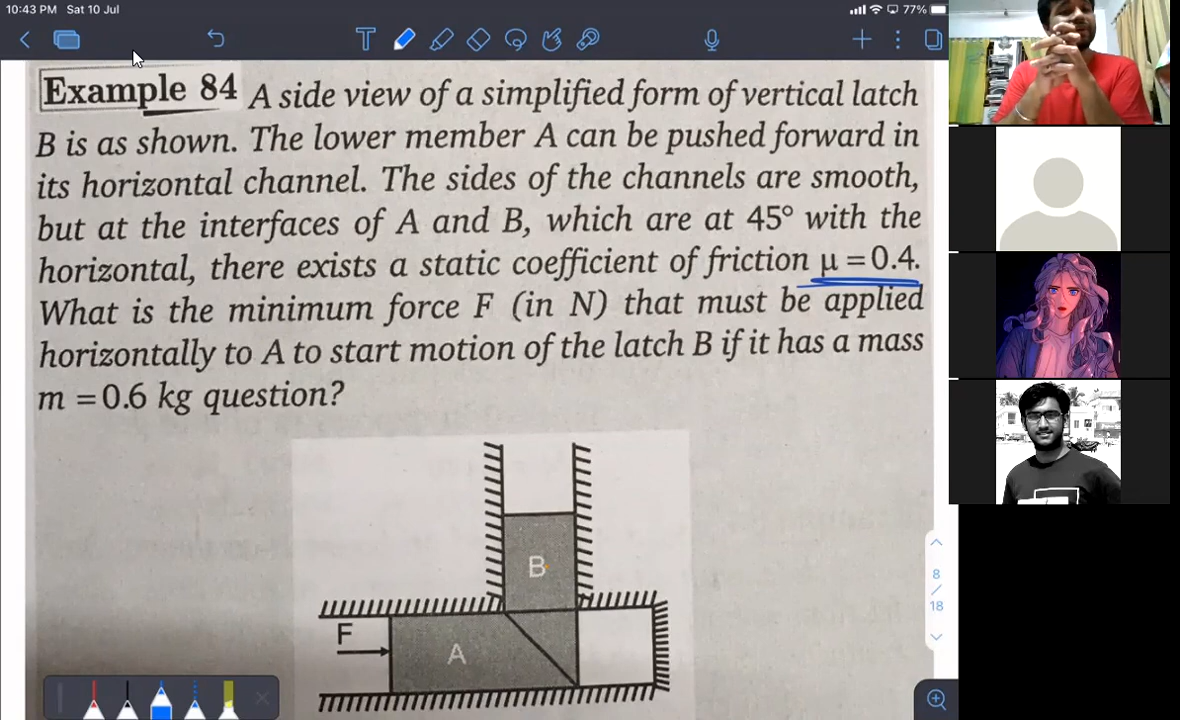 10:43 PM Sat 10 Jul
77%
T
Example 84 A side view of a simplified form of vertical latch
B is as shown. The lower member A can be pushed forward in
its horizontal channel. The sides of the channels are smooth,
but at the interfaces of A and B, which are at 45° with the
horizontal, there exists a static coefficient of friction μ = 0.4.
What is the minimum force F (in N) that must be applied
horizontally to A to start motion of the latch B if it has a mass
m = 0.6 kg question?
B
F
A
8
/
18